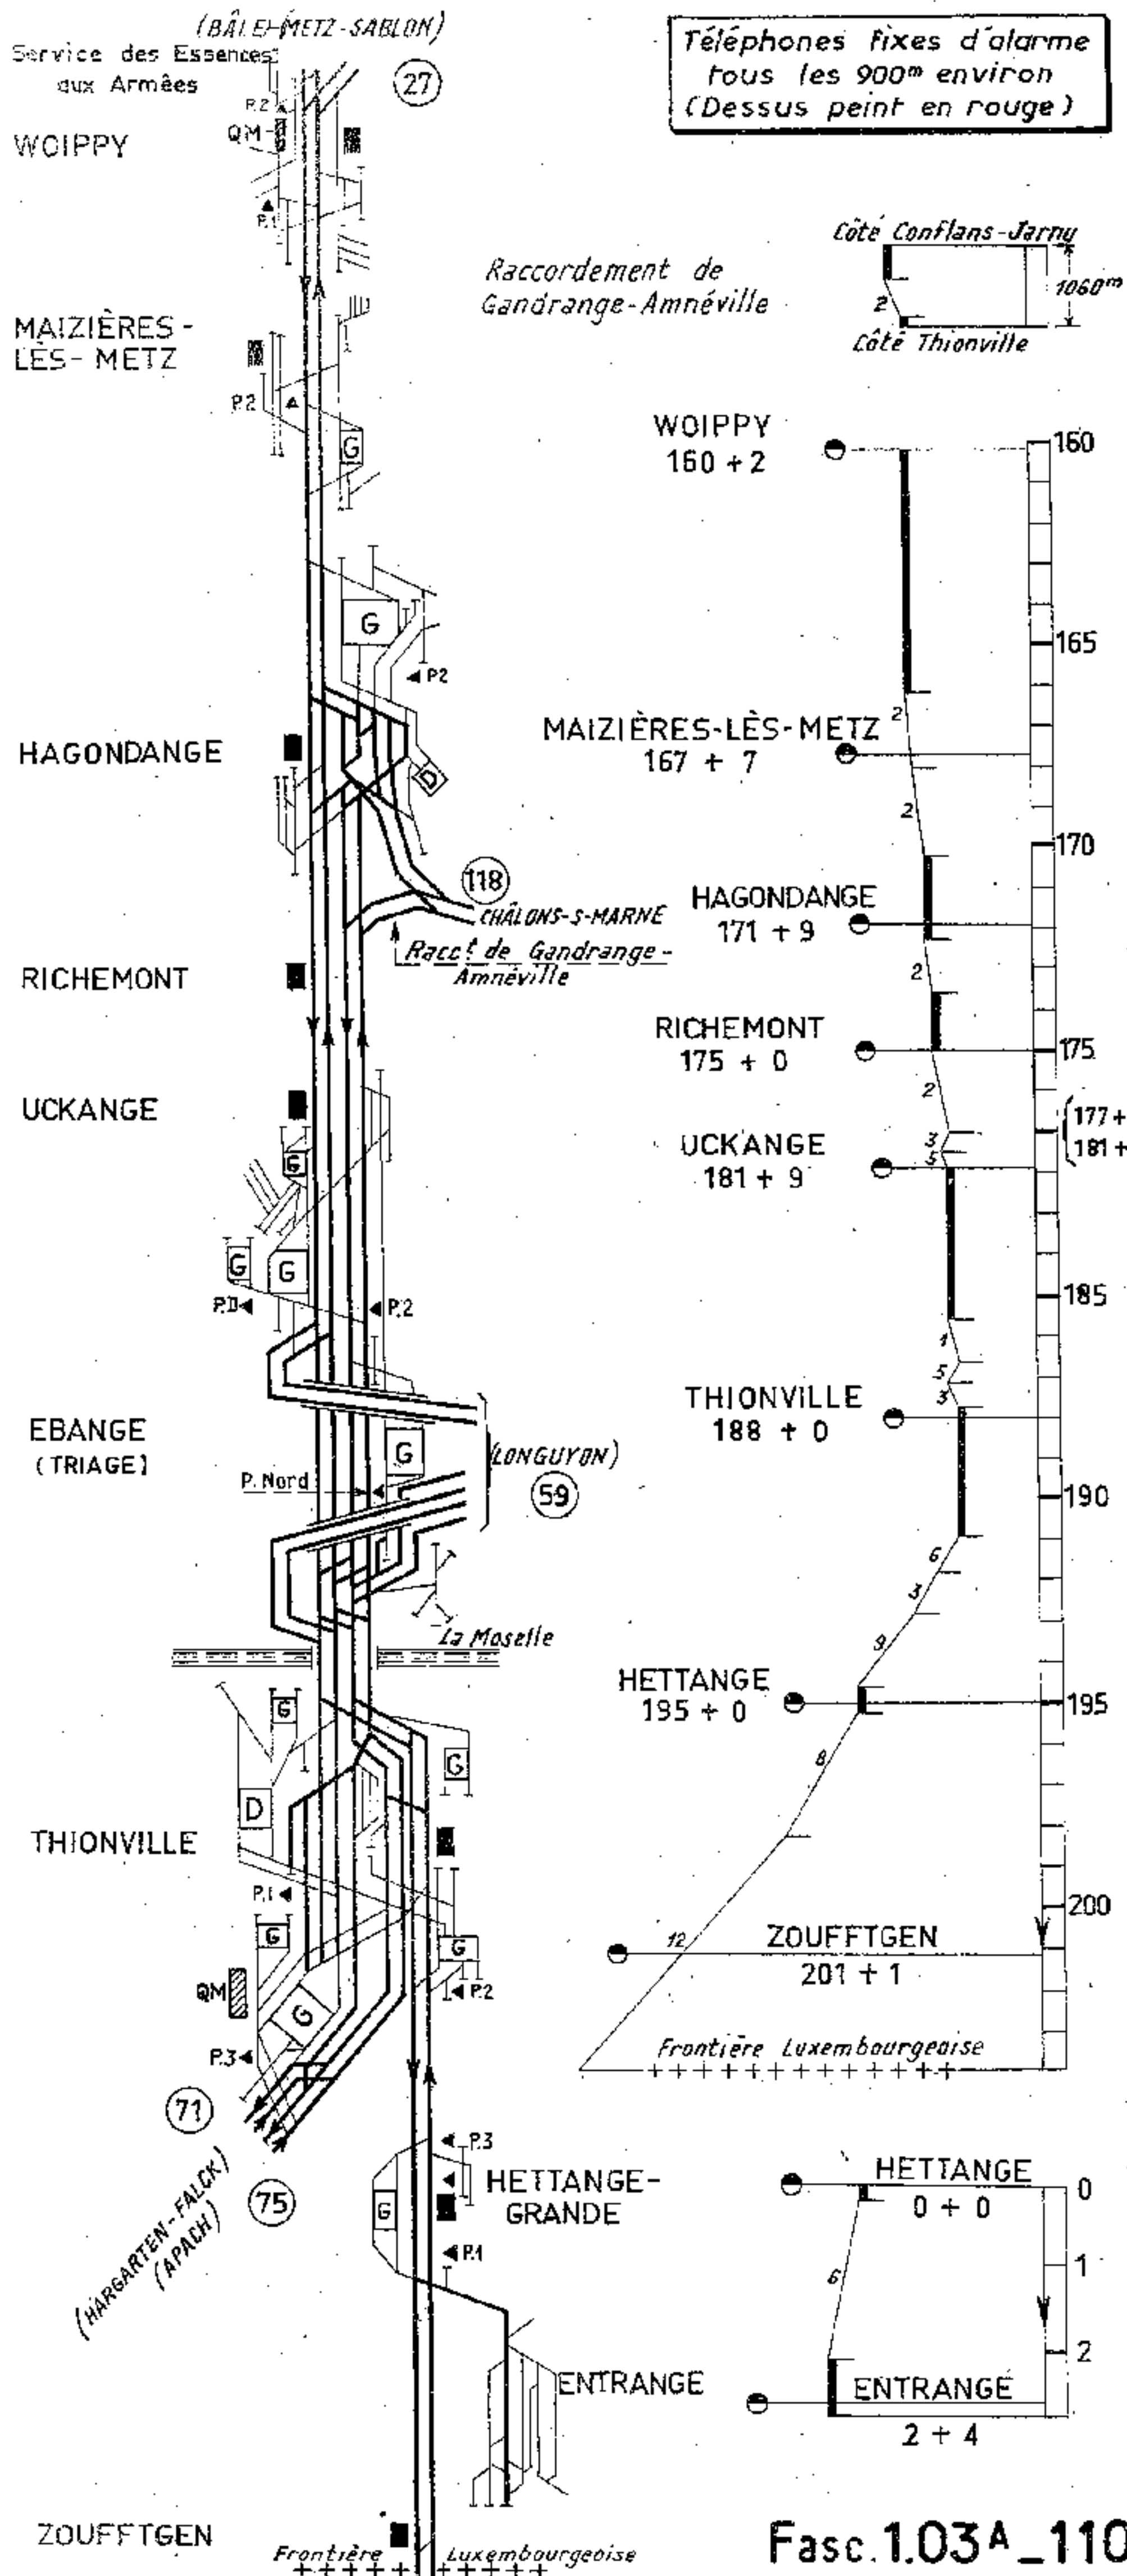 (BÂLE)-METZ-SABLON)
Service des Essences
aux Armées
27
P.2
QM
WOIPPY
P.1
Téléphones fixes d'alarme
tous les 900m environ
(Dessus peint en rouge)
Côté Conflans-Jarny
Raccordement de
Gandrange-Amnéville
2
1060m
Côté Thionville
MAIZIÈRES-
LÈS-METZ
P.2
G
WOIPPY
160 + 2
160
G
165
P2
2
HAGONDANGE
D
MAIZIÈRES-LÈS-METZ
167 + 7
2
170
118
CHÂLONS-S-MARNE
Racct de Gandrange-
Amnéville
HAGONDANGE
171 + 9
RICHEMONT
2
RICHEMONT
175 + 0
175
UCKANGE
2
(177+
181+
G
UCKANGE
181 + 9
3
5
G
G
P.2
185
1
5
3
EBANGE
(TRIAGE)
G
(LONGUYON)
59
P. Nord
THIONVILLE
188 + 0
190
6
3
9
La Moselle
HETTANGE
195 + 0
195
8
G
G
D
THIONVILLE
P.1
G
G
QM
G
P.2
P.3
200
12
ZOUFFTGEN
201 + 1
Frontière Luxembourgeoise
71
75
(HARGARTEN-FALCK)
(APACH)
P.3
G
HETTANGE-
GRANDE
P.1
HETTANGE
0 + 0
0
1
6
2
ENTRANGE
ENTRANGE
2 + 4
ZOUFFTGEN
Frontière Luxembourgeoise
Fasc.1.03A_110